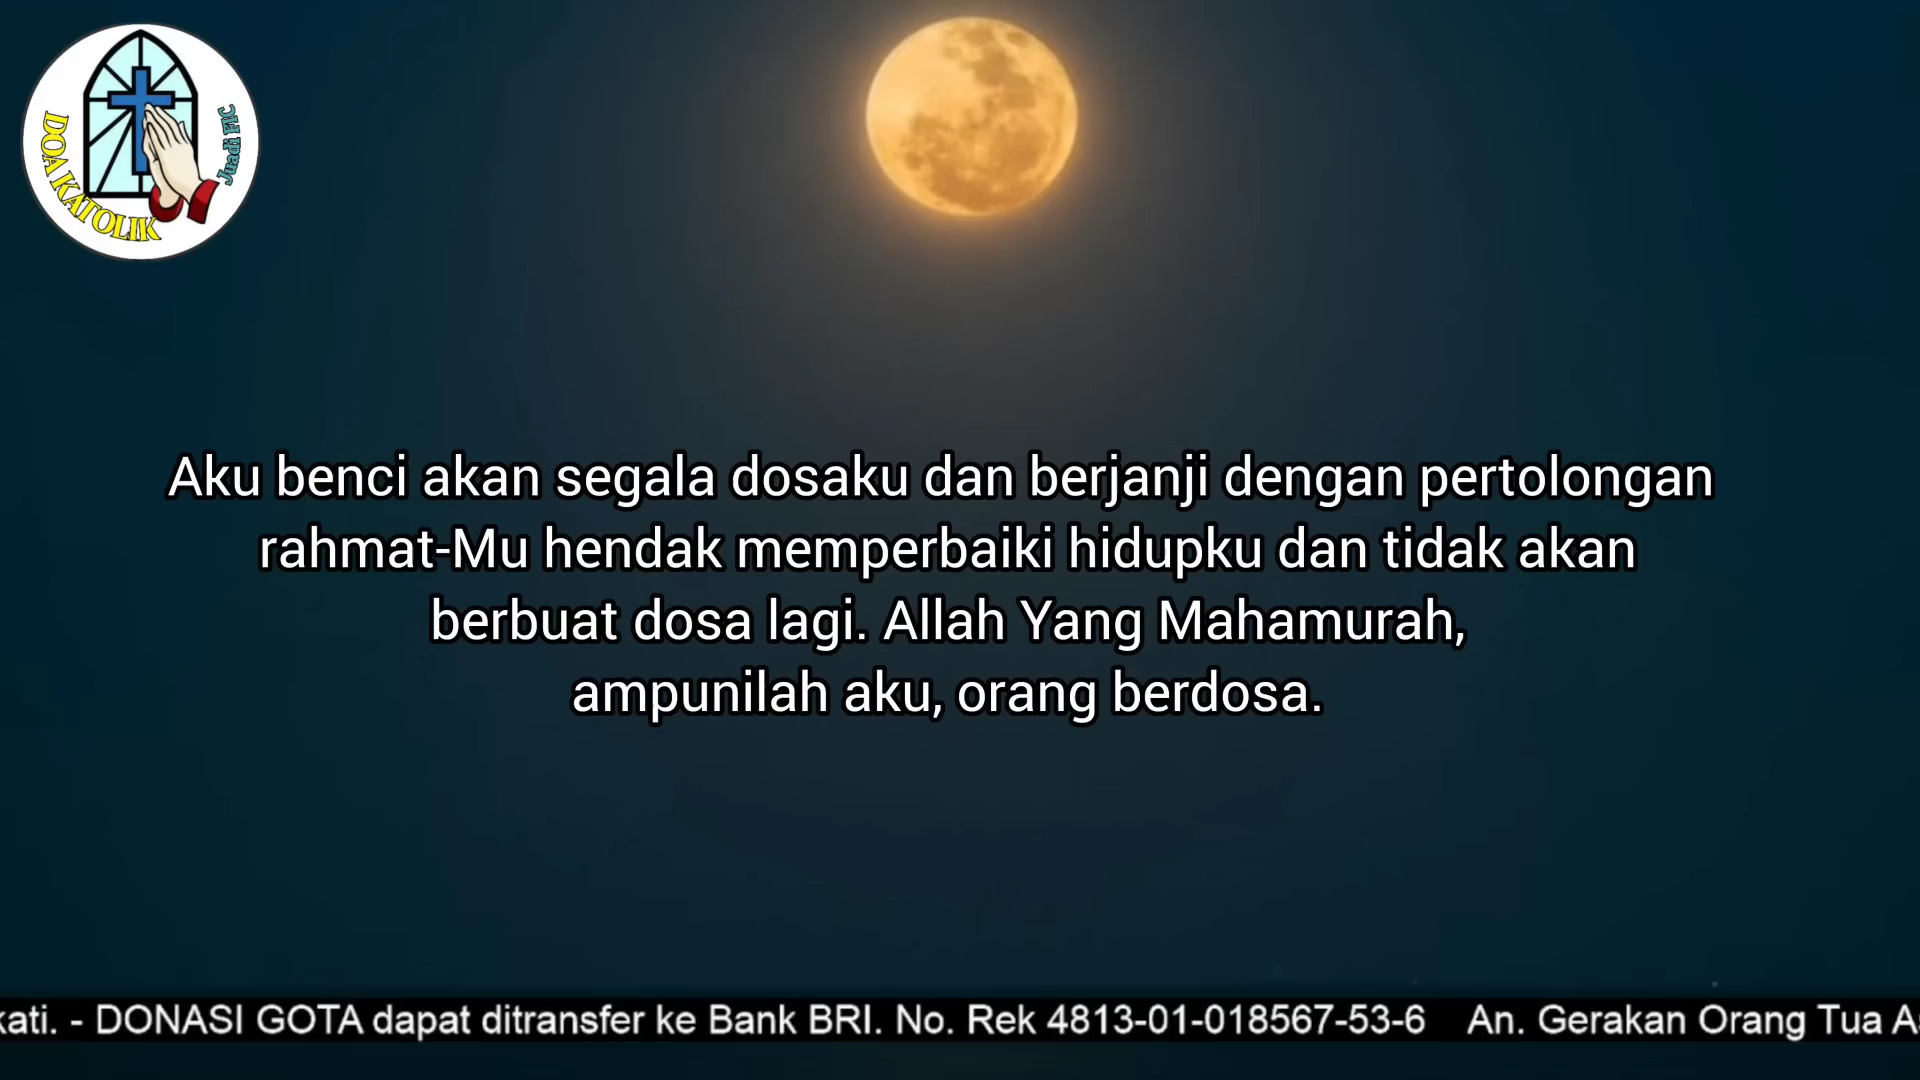 DOA KATOLIK
Juadi FIC
Aku benci akan segala dosaku dan berjanji dengan pertolongan
rahmat-Mu hendak memperbaiki hidupku dan tidak akan
berbuat dosa lagi. Allah Yang Mahamurah,
ampunilah aku, orang berdosa.
kati. - DONASI GOTA dapat ditransfer ke Bank BRI. No. Rek 4813-01-018567-53-6 An. Gerakan Orang Tua